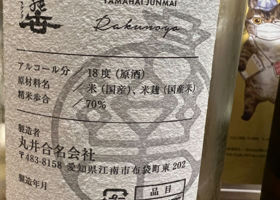 YAMAHAI JUNMAI
Rakunoyo
アルコール分／18度（原酒）
原材料名／米（国産）、米麹（国産米）
精米歩合／70%
製造者
丸井合名会社
〒483-8158 愛知県江南市布袋町東202
製造年月
品目